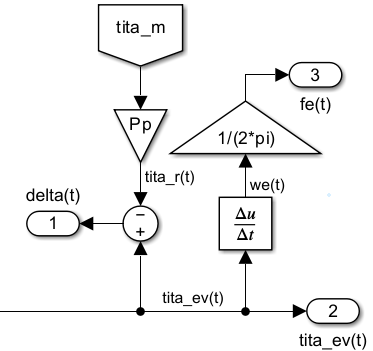 tita_m
3
fe(t)
Pp
1/(2*pi)
tita_r(t)
we(t)
delta(t)
1
−
+
Δu
Δt
tita_ev(t)
2
tita_ev(t)